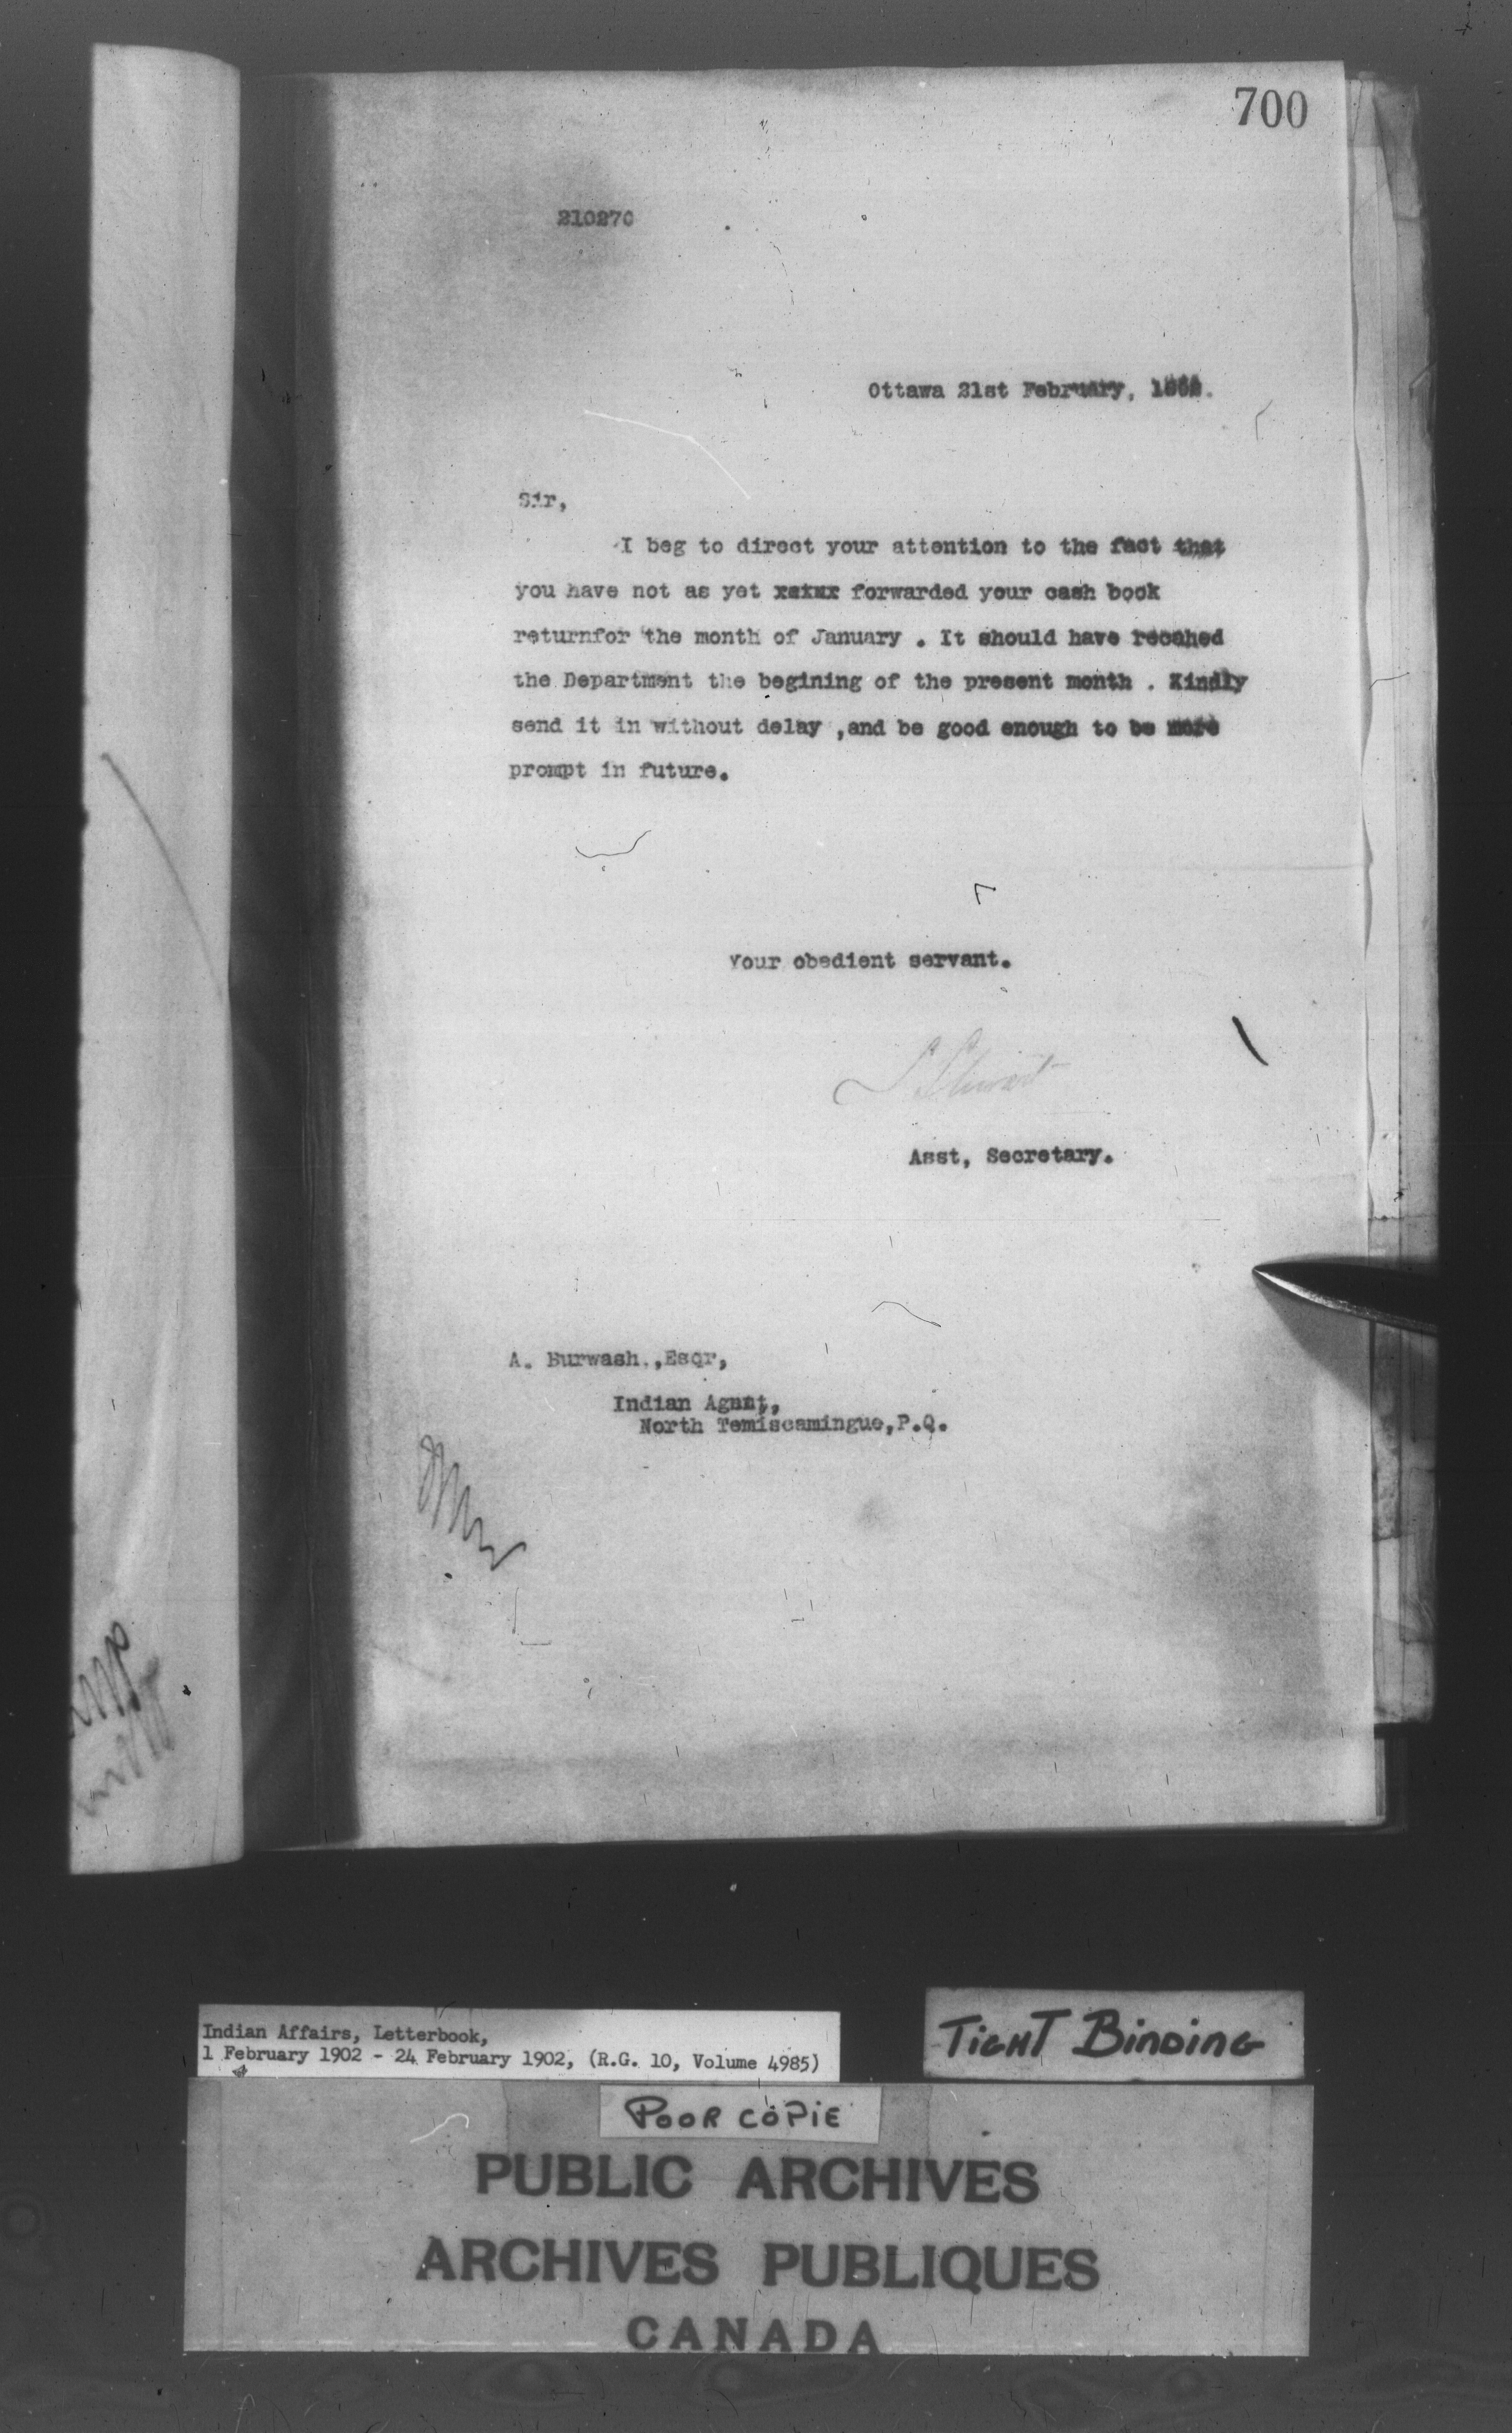 700
210270
Ottawa 21st February,
Sir,
I beg to direct your attention to the fact that
you have not as yet xxxxx forwarded your cash book
returnfor the month of January . It should have recahed
the Department the begining of the present month . Kindly
send it in without delay ,and be good enough to be more
prompt in future.
Your obedient servant.
S Stewart
Asst, Secretary.
A. Burwash.,Esqr,
Indian Agent,
North Temiscamingue,P.Q.
Indian Affairs, Letterbook,
1 February 1902 - 24 February 1902, (R.G. 10, Volume 4985)
TIGHT BINDING
POOR COPIE
PUBLIC ARCHIVES
ARCHIVES PUBLIQUES
CANADA